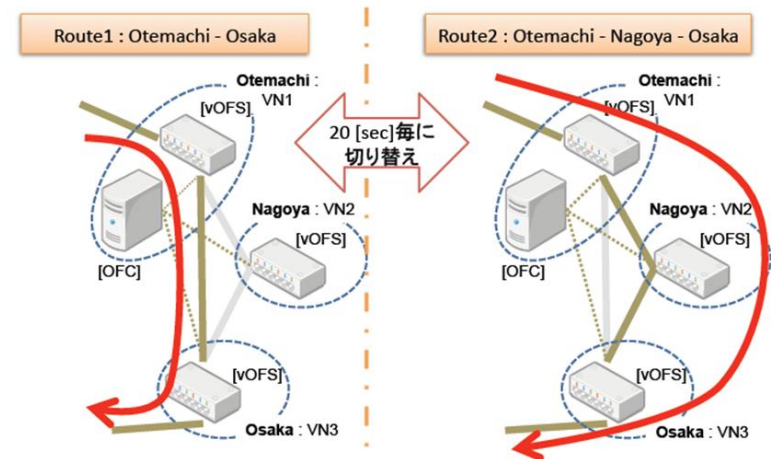 Route1 : Otemachi - Osaka
Otemachi :
VN1
[vOFS]
Nagoya : VN2
[vOFS]
[OFC]
[vOFS]
Osaka : VN3
20 [sec]毎に
切り替え
Route2 : Otemachi - Nagoya - Osaka
Otemachi :
VN1
[vOFS]
Nagoya : VN2
[vOFS]
[OFC]
[vOFS]
Osaka : VN3